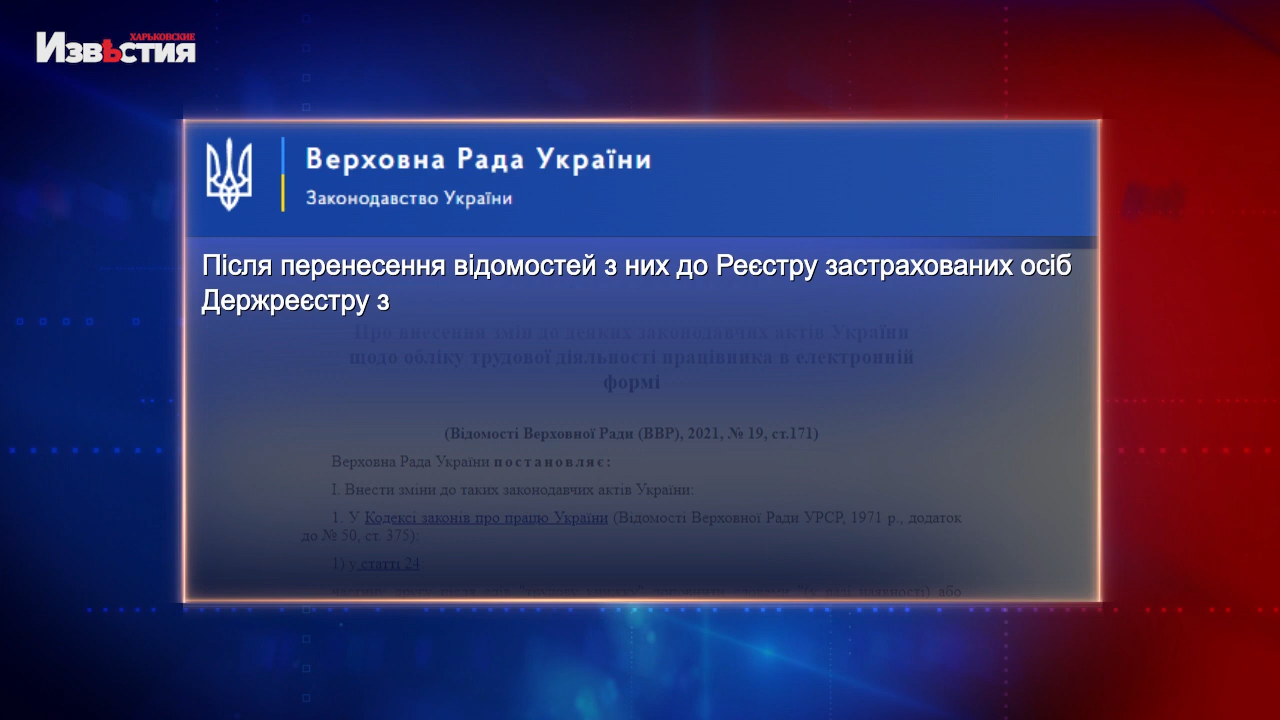 ХАРЬКОВСКИЕ
ИзвѢстия
Верховна Рада України
Законодавство України
Після перенесення відомостей з них до Реєстру застрахованих осіб
Держреєстру з
Про внесення змін до деяких законодавчих актів України
щодо обліку трудової діяльності працівника в електронній
формі
(Відомості Верховної Ради (ВВР), 2021, № 19, ст.171)
Верховна Рада України постановляє:
I. Внести зміни до таких законодавчих актів України:
1. У Кодексі законів про працю України (Відомості Верховної Ради УРСР, 1971 р., додаток
до № 50, ст. 375):
1) у статті 24